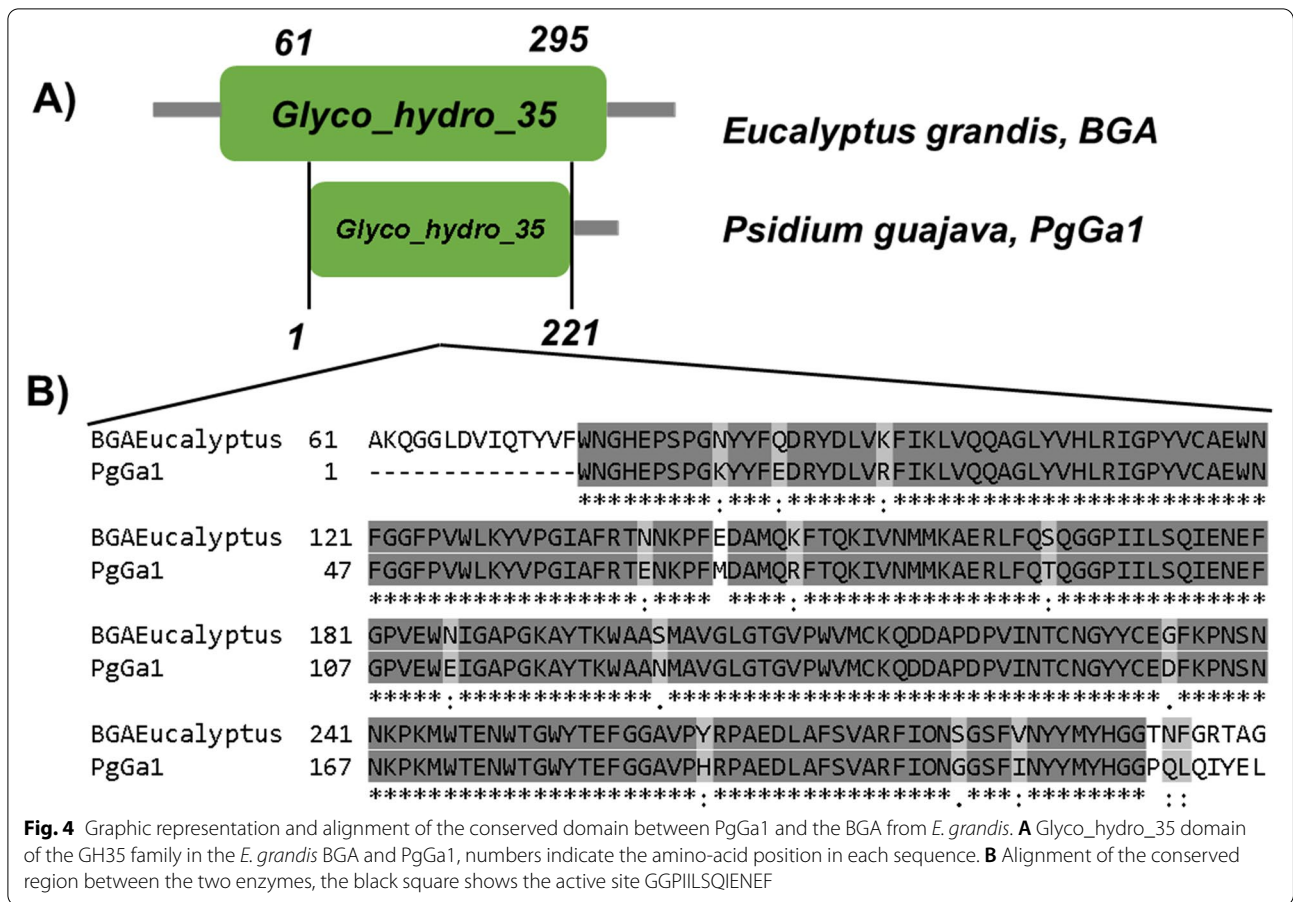 61 295
A)
Glyco_hydro_35
Eucalyptus grandis, BGA
Glyco_hydro_35
Psidium guajava, PgGa1
1 221
B)
BGAEucalyptus 61 AKQGGLDVIQTYVFWNGHEPSPGNYYFQDRYDLVKFIKLVQQAGLYVHLRIGPYVCAEWN
PgGa1 1 --------------WNGHEPSPGKYYFEDRYDLVRFIKLVQQAGLYVHLRIGPYVCAEWN
*********:***:******:************************
BGAEucalyptus 121 FGGFPVWLKYVPGIAFRTNNKPFEDAMQKFTQKIVNMMKAERLFQSQGGPIILSQIENEF
PgGa1 47 FGGFPVWLKYVPGIAFRTENKPFMDAMQRFTQKIVNMMKAERLFQTQGGPIILSQIENEF
******************:**** ****:****************:**************
BGAEucalyptus 181 GPVEWNIGAPGKAYTKWAASMAVGLGTGVPWVMCKQDDAPDPVINTCNGYYCEGFKPNSN
PgGa1 107 GPVEWEIGAPGKAYTKWAANMAVGLGTGVPWVMCKQDDAPDPVINTCNGYYCEDFKPNSN
*****:*************.*********************************.******
BGAEucalyptus 241 NKPKMWTENWTGWYTEFGGAVPYRPAEDLAFSVARFIONSGSFVNYYMYHGGTNFGRTAG
PgGa1 167 NKPKMWTENWTGWYTEFGGAVPHRPAEDLAFSVARFIONGGSFINYYMYHGGPQLQIYEL
**********************:****************.***:******** ::
Fig. 4 Graphic representation and alignment of the conserved domain between PgGa1 and the BGA from E. grandis. A Glyco_hydro_35 domain
of the GH35 family in the E. grandis BGA and PgGa1, numbers indicate the amino-acid position in each sequence. B Alignment of the conserved
region between the two enzymes, the black square shows the active site GGPIILSQIENEF